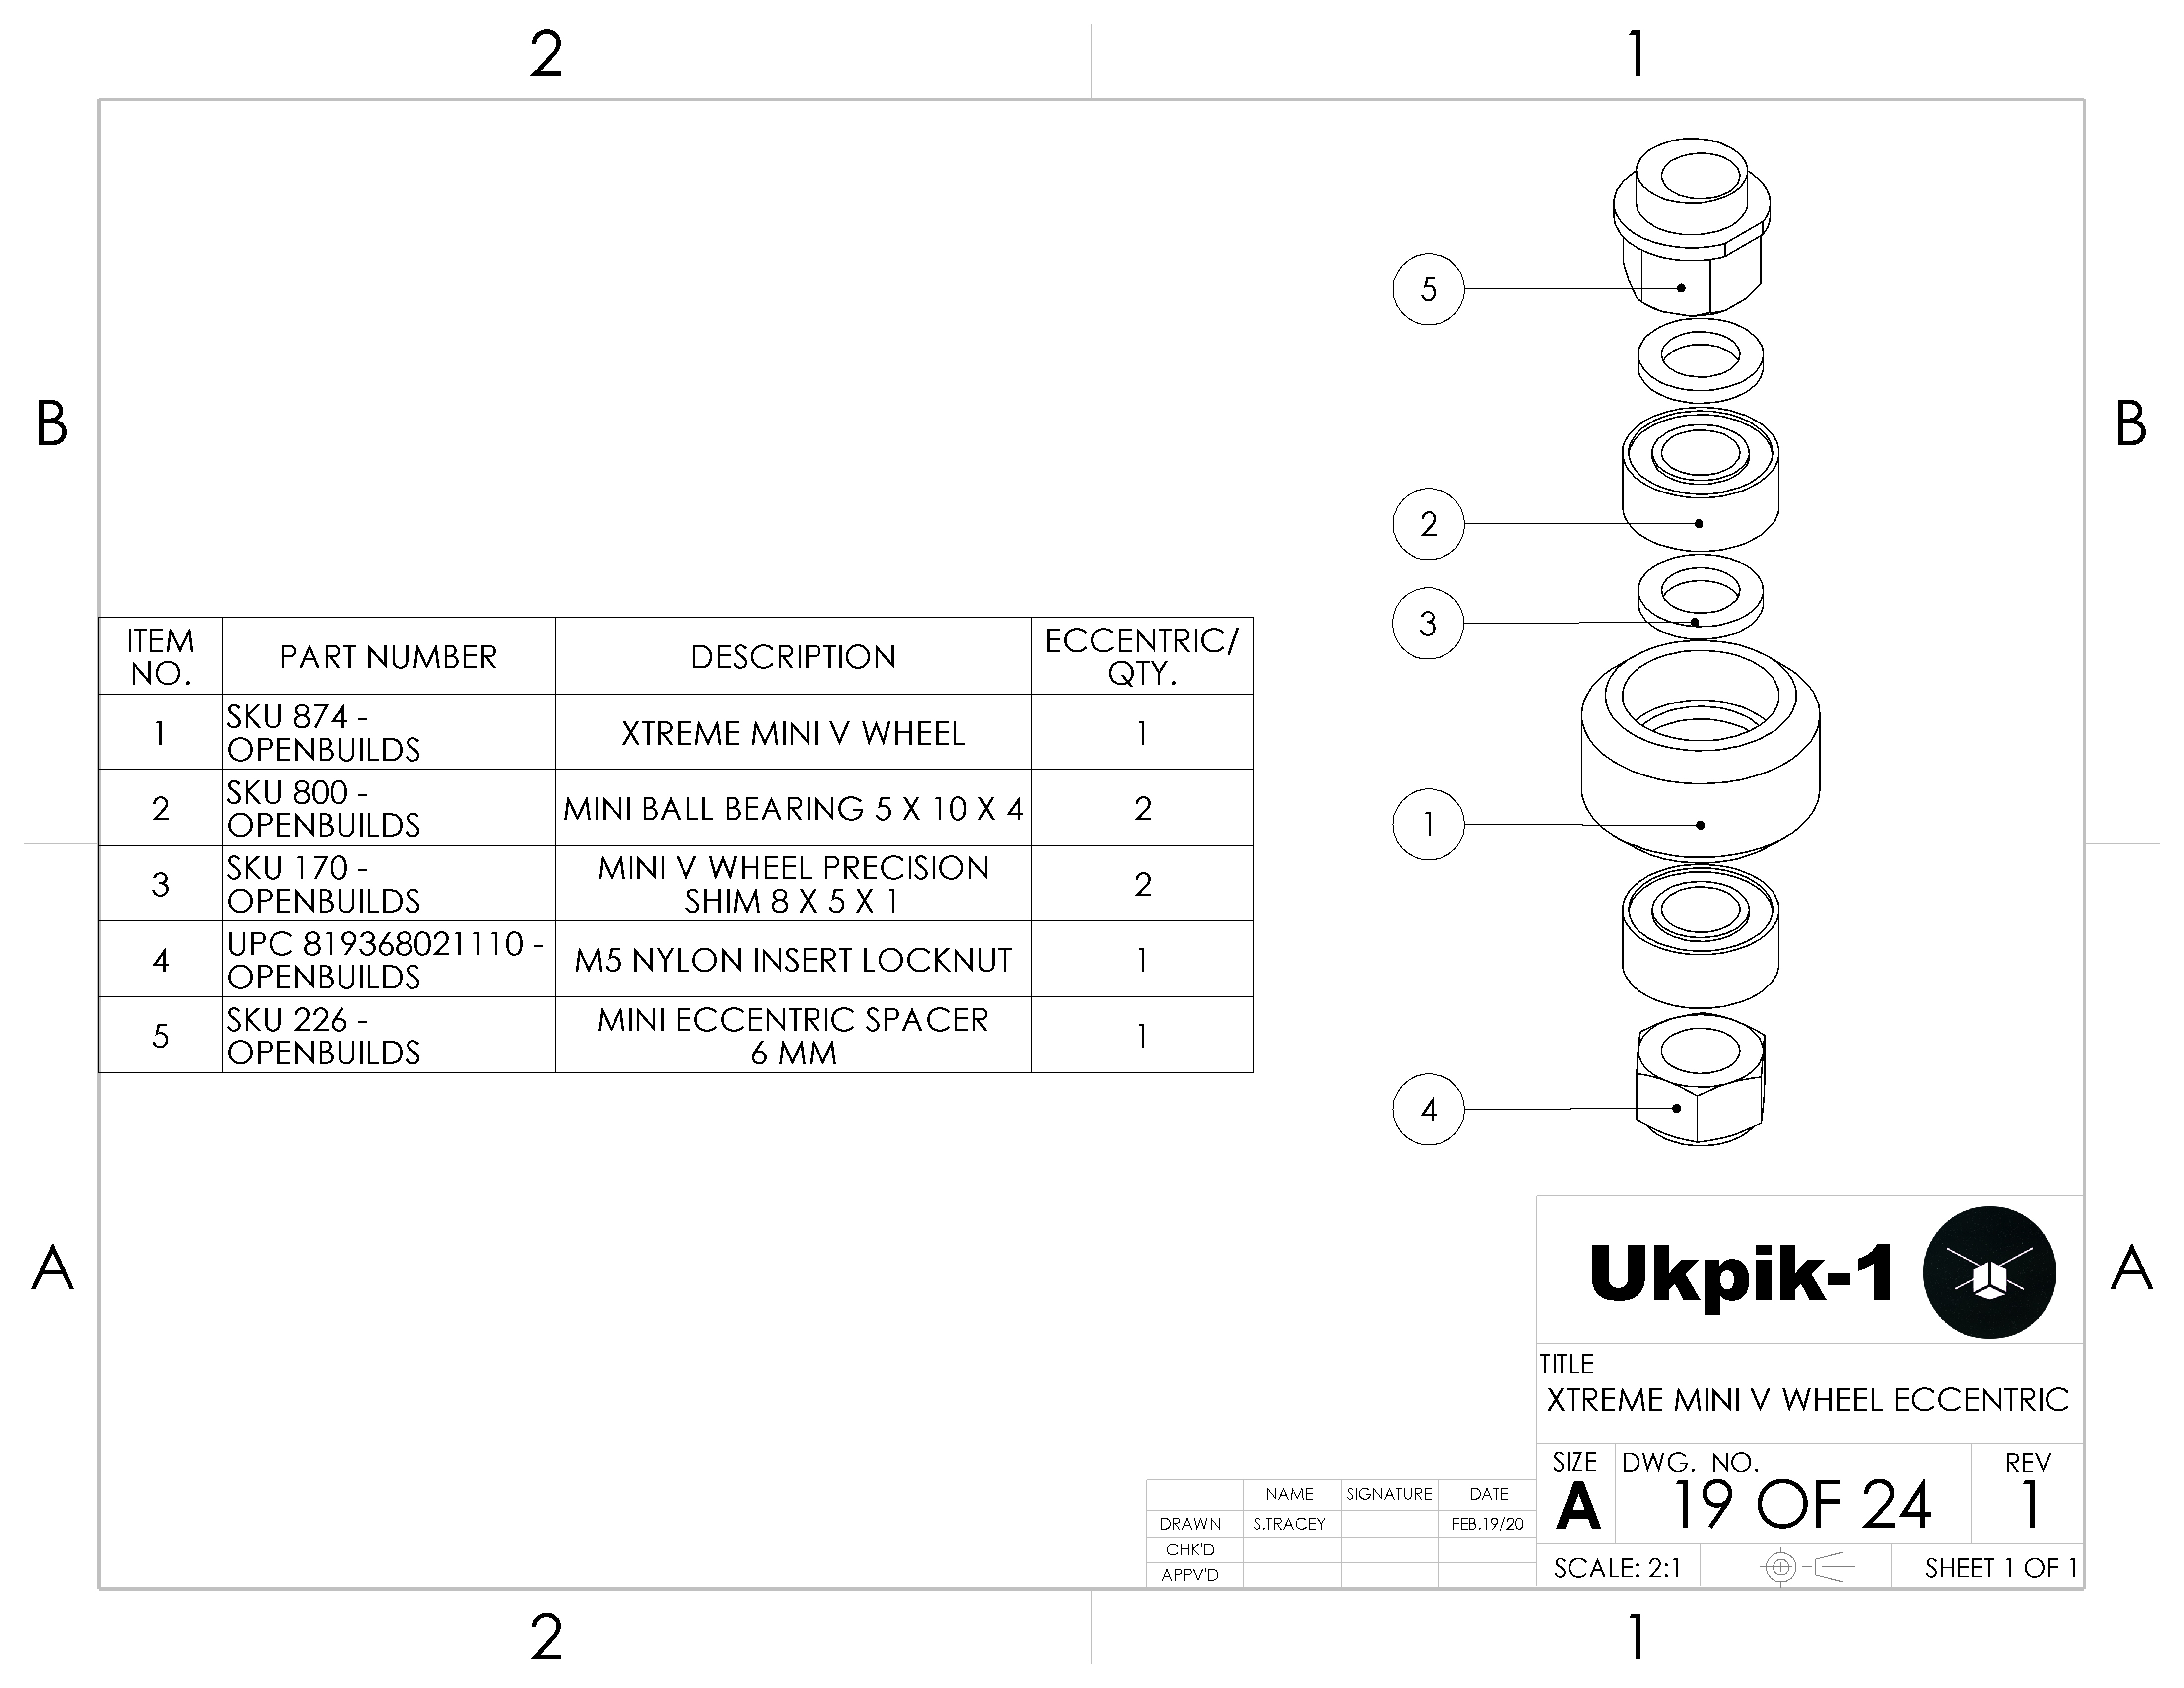 2
1
B
B
5
2
3
1
4
ITEM NO.
PART NUMBER
DESCRIPTION
ECCENTRIC/ QTY.
1
SKU 874 -
OPENBUILDS
XTREME MINI V WHEEL
1
2
SKU 800 -
OPENBUILDS
MINI BALL BEARING 5 X 10 X 4
2
3
SKU 170 -
OPENBUILDS
MINI V WHEEL PRECISION
SHIM 8 X 5 X 1
2
4
UPC 819368021110 -
OPENBUILDS
M5 NYLON INSERT LOCKNUT
1
5
SKU 226 -
OPENBUILDS
MINI ECCENTRIC SPACER
6 MM
1
A
A
Ukpik-1
TITLE
XTREME MINI V WHEEL ECCENTRIC
SIZE
A
DWG. NO.
19 OF 24
REV
1
SCALE: 2:1
SHEET 1 OF 1
NAME SIGNATURE DATE
DRAWN S.TRACEY FEB.19/20
CHK'D
APPV'D
2
1